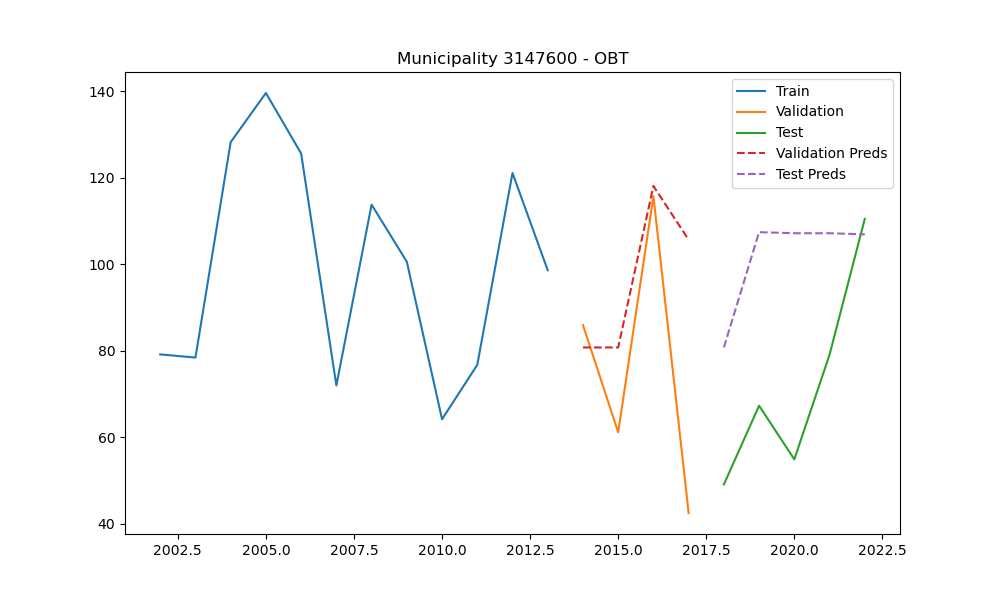 Municipality 3147600 - OBT
140
120
100
80
60
40
2002.5 2005.0 2007.5 2010.0 2012.5 2015.0 2017.5 2020.0 2022.5
Train
Validation
Test
Validation Preds
Test Preds